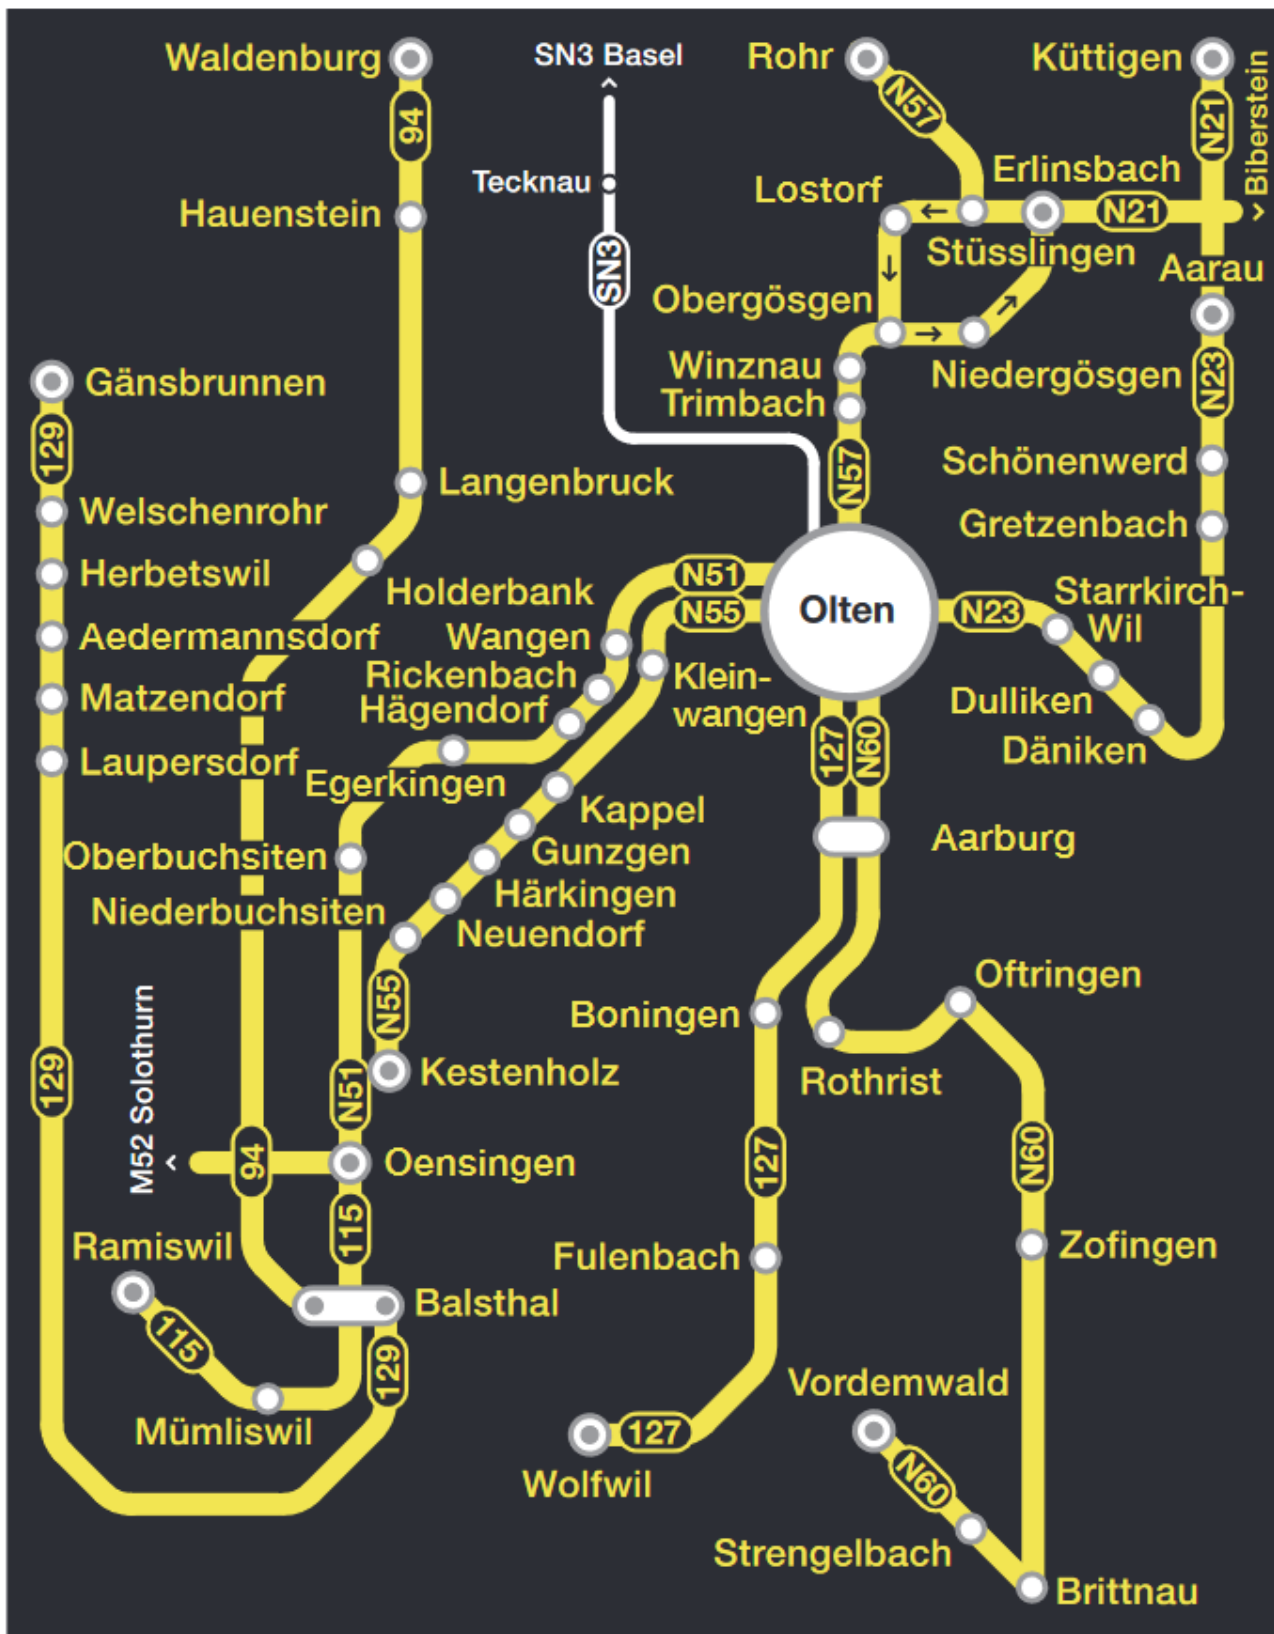 Waldenburg
SN3 Basel
Rohr
Küttigen
94
N57
N21
Biberstein
Tecknau
Erlinsbach
Lostorf
Hauenstein
N21
Stüsslingen
Aarau
SN3
Obergösgen
Winznau
Niedergösgen
N23
Gänsbrunnen
Trimbach
129
Schönenwerd
Langenbruck
N57
Welschenrohr
Gretzenbach
Herbetswil
N51
Holderbank
Starrkirch-
Wil
N55
Olten
N23
Aedermannsdorf
Wangen
Rickenbach
Klein-
wangen
Matzendorf
Hägendorf
Dulliken
Däniken
127
N60
Laupersdorf
Egerkingen
Kappel
Aarburg
Oberbuchsiten
Gunzgen
Härkingen
Niederbuchsiten
Neuendorf
Oftringen
N55
Boningen
129
N51
Kestenholz
Rothrist
M52 Solothurn
94
Oensingen
127
N60
115
Ramiswil
Fulenbach
Zofingen
Balsthal
115
129
Vordemwald
Mümliswil
127
Wolfwil
N60
Strengelbach
Brittnau